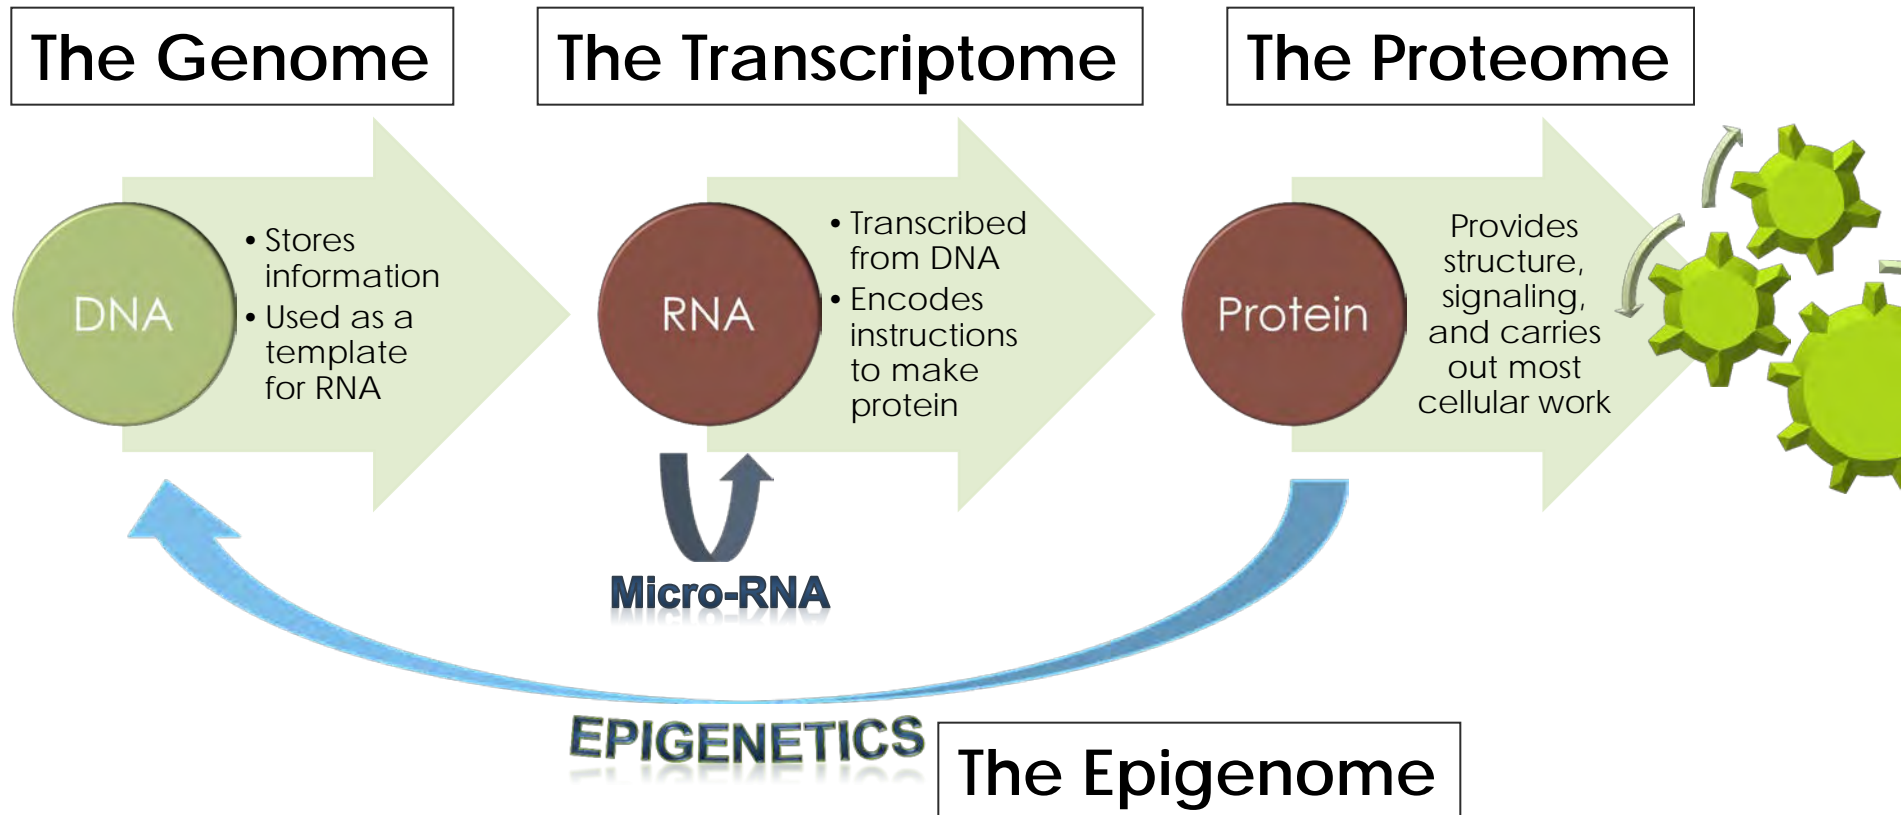 The Genome
The Transcriptome
The Proteome
DNA
• Stores
information
• Used as a
template
for RNA
RNA
• Transcribed
from DNA
• Encodes
instructions
to make
protein
Protein
Provides
structure,
signaling,
and carries
out most
cellular work
Micro-RNA
EPIGENETICS
The Epigenome